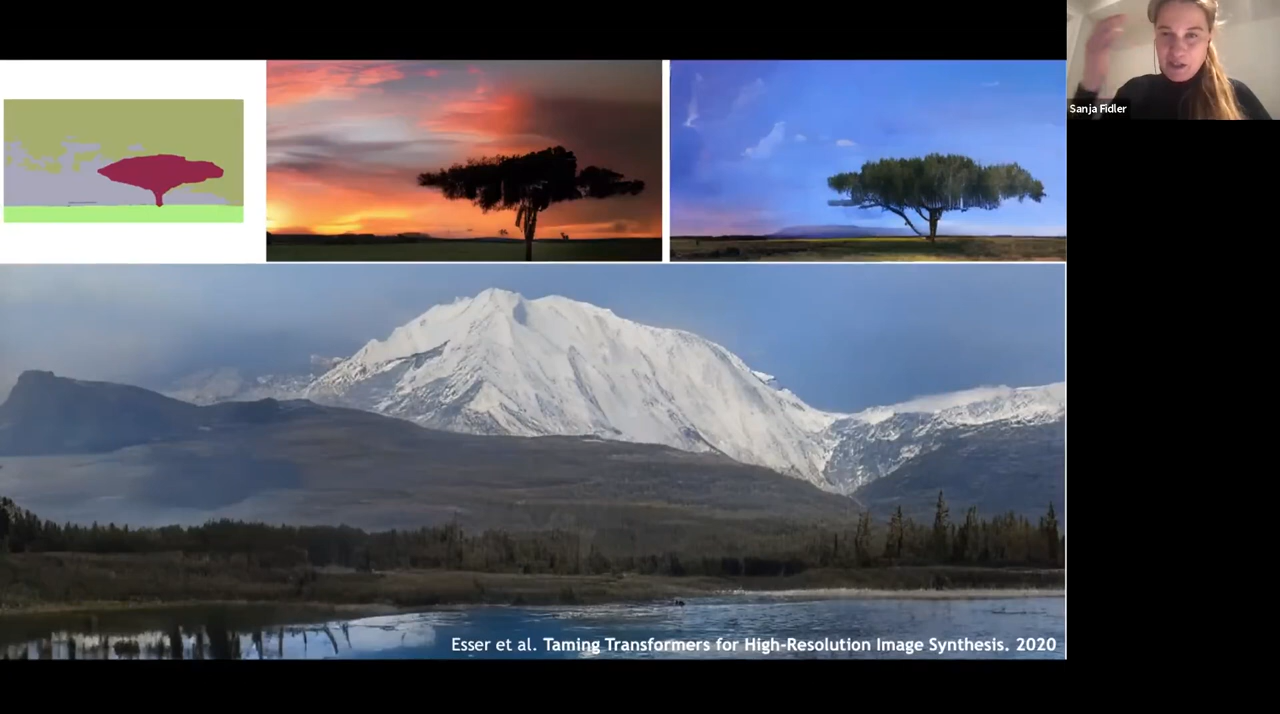 Sanja Fidler
Esser et al. Taming Transformers for High-Resolution Image Synthesis. 2020